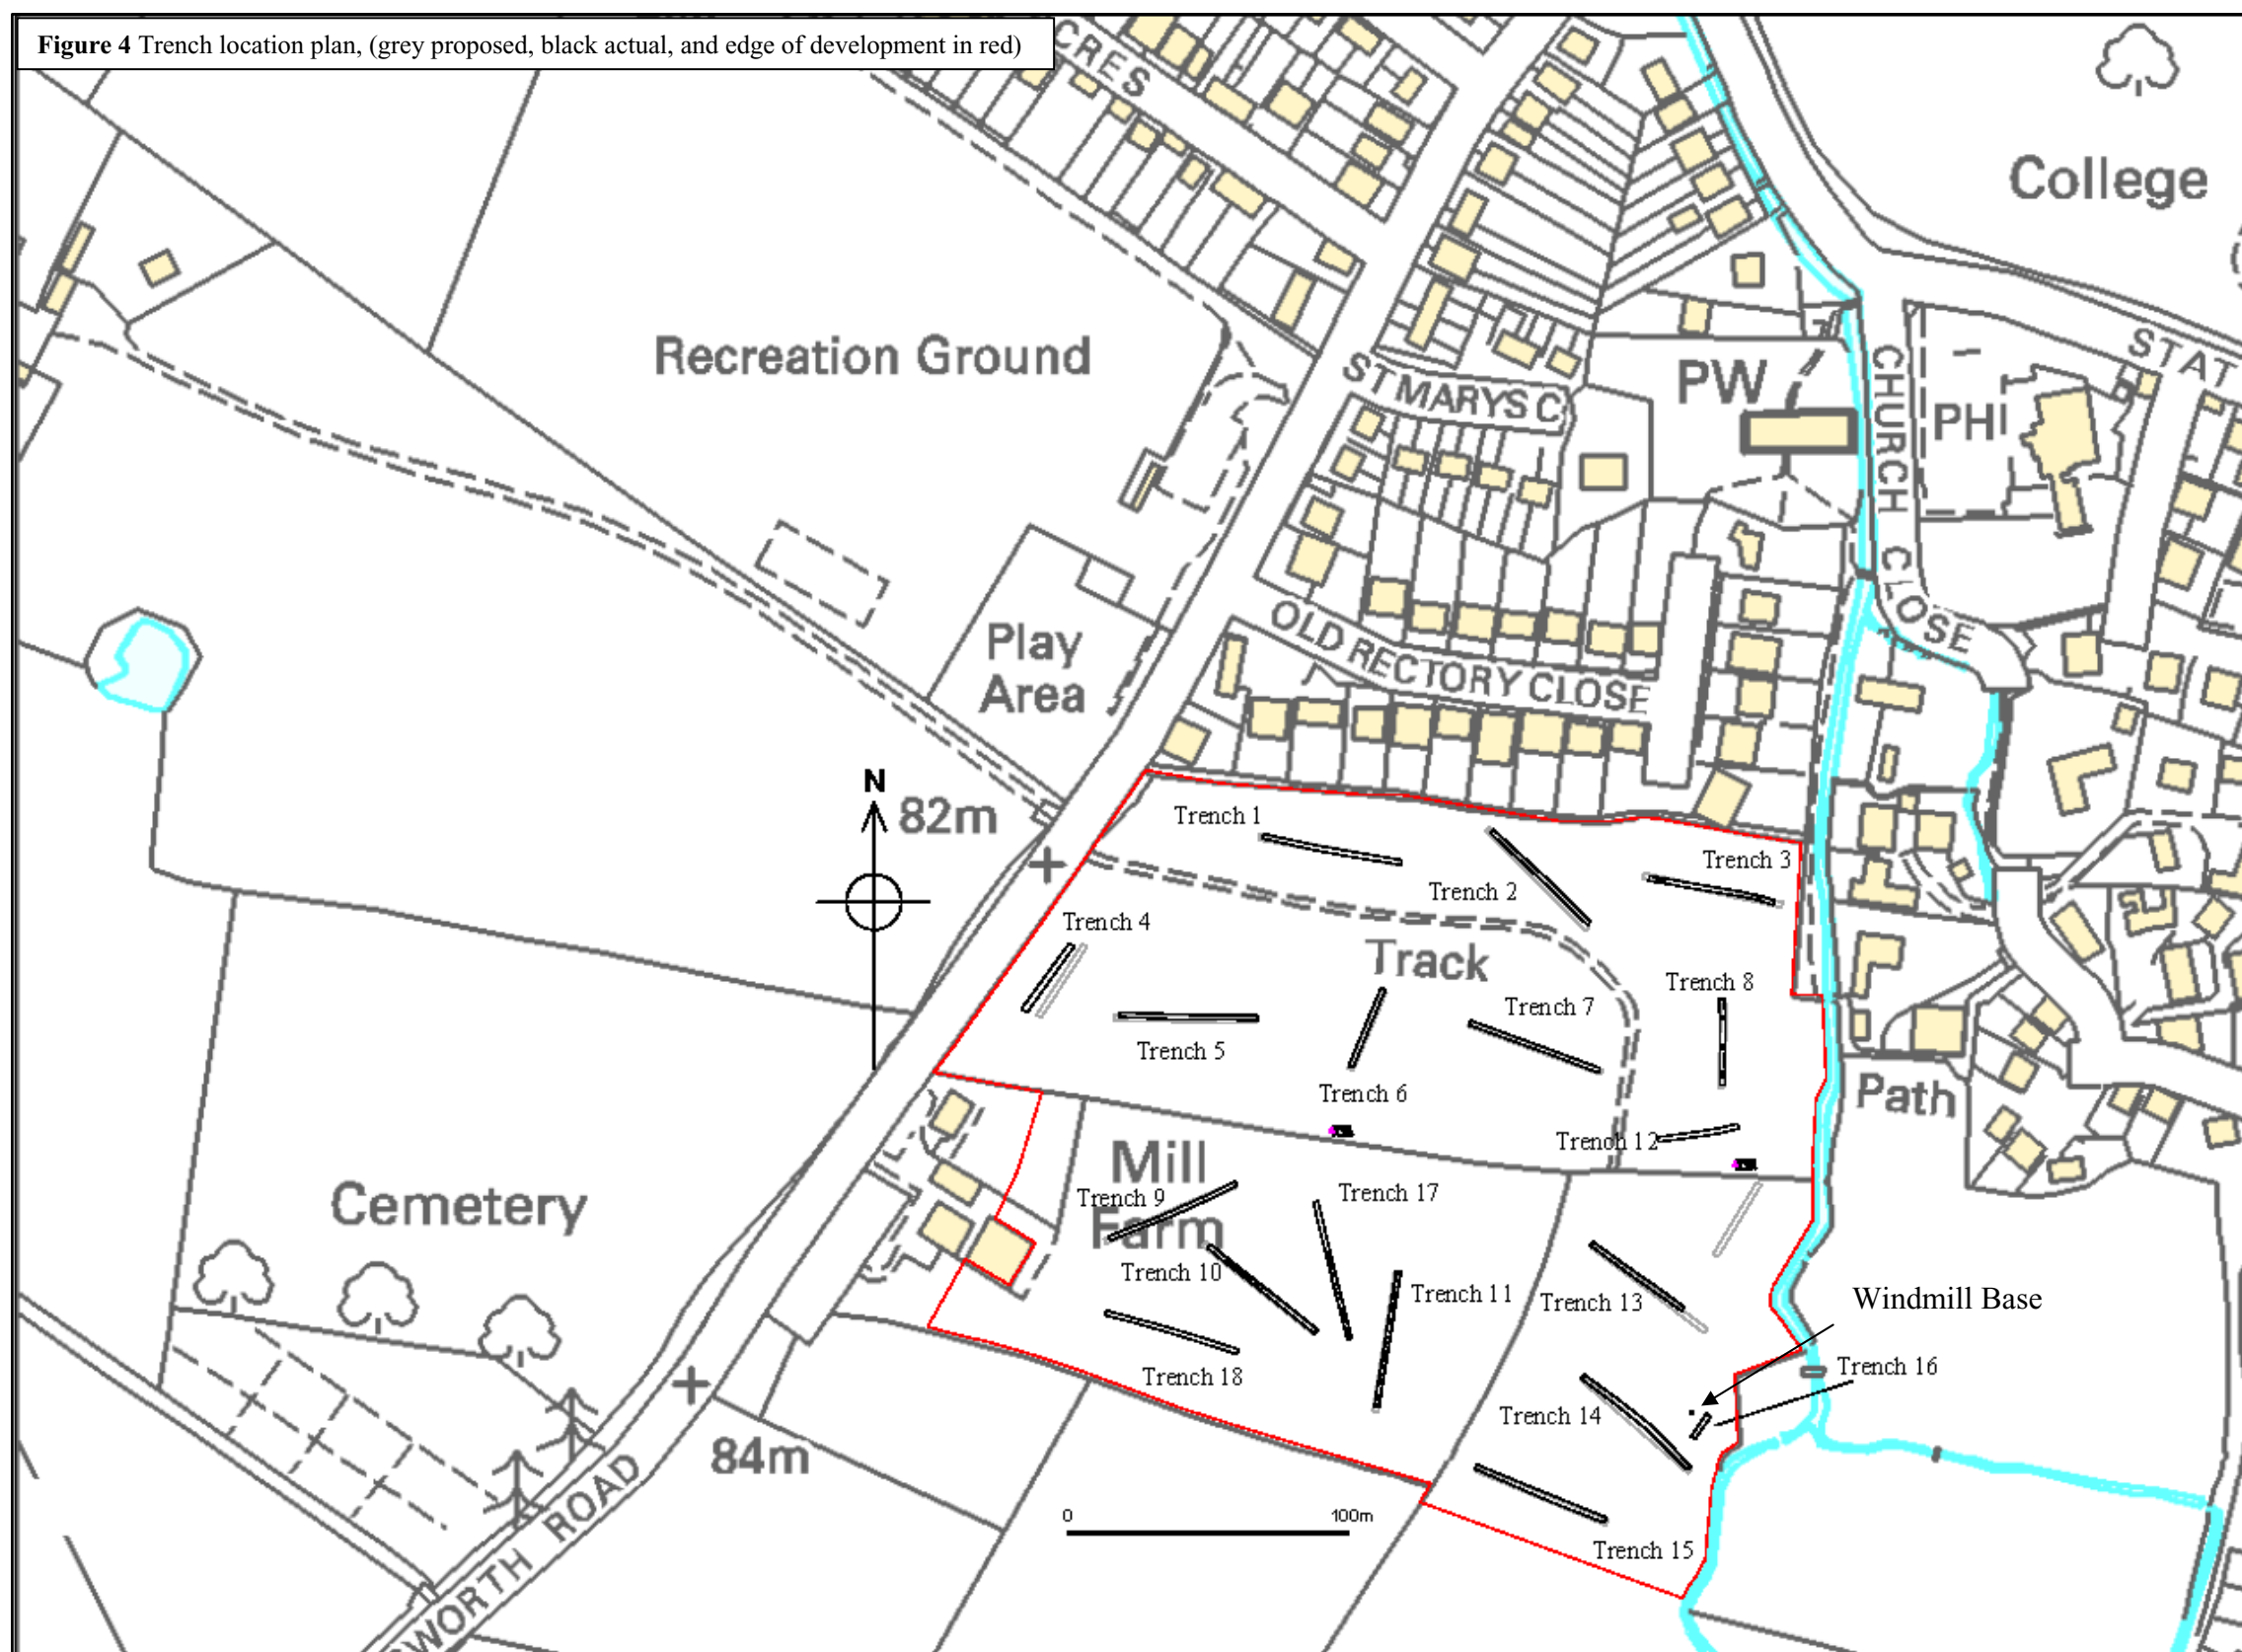 Figure 4 Trench location plan, (grey proposed, black actual, and edge of development in red)
CRES
College
Recreation Ground
ST MARYS C
PW
CHURCH CLOSE
PH
STAT
Play
Area
OLD RECTORY CLOSE
N
82m
Trench 1
Trench 2
Trench 3
Trench 4
Track
Trench 8
Trench 7
Trench 5
Trench 6
Path
Trench 12
Mill
Farm
Trench 9
Trench 17
Cemetery
Trench 10
Trench 11
Trench 13
Windmill Base
Trench 18
Trench 16
Trench 14
84m
0 100m
Trench 15
WORTH ROAD